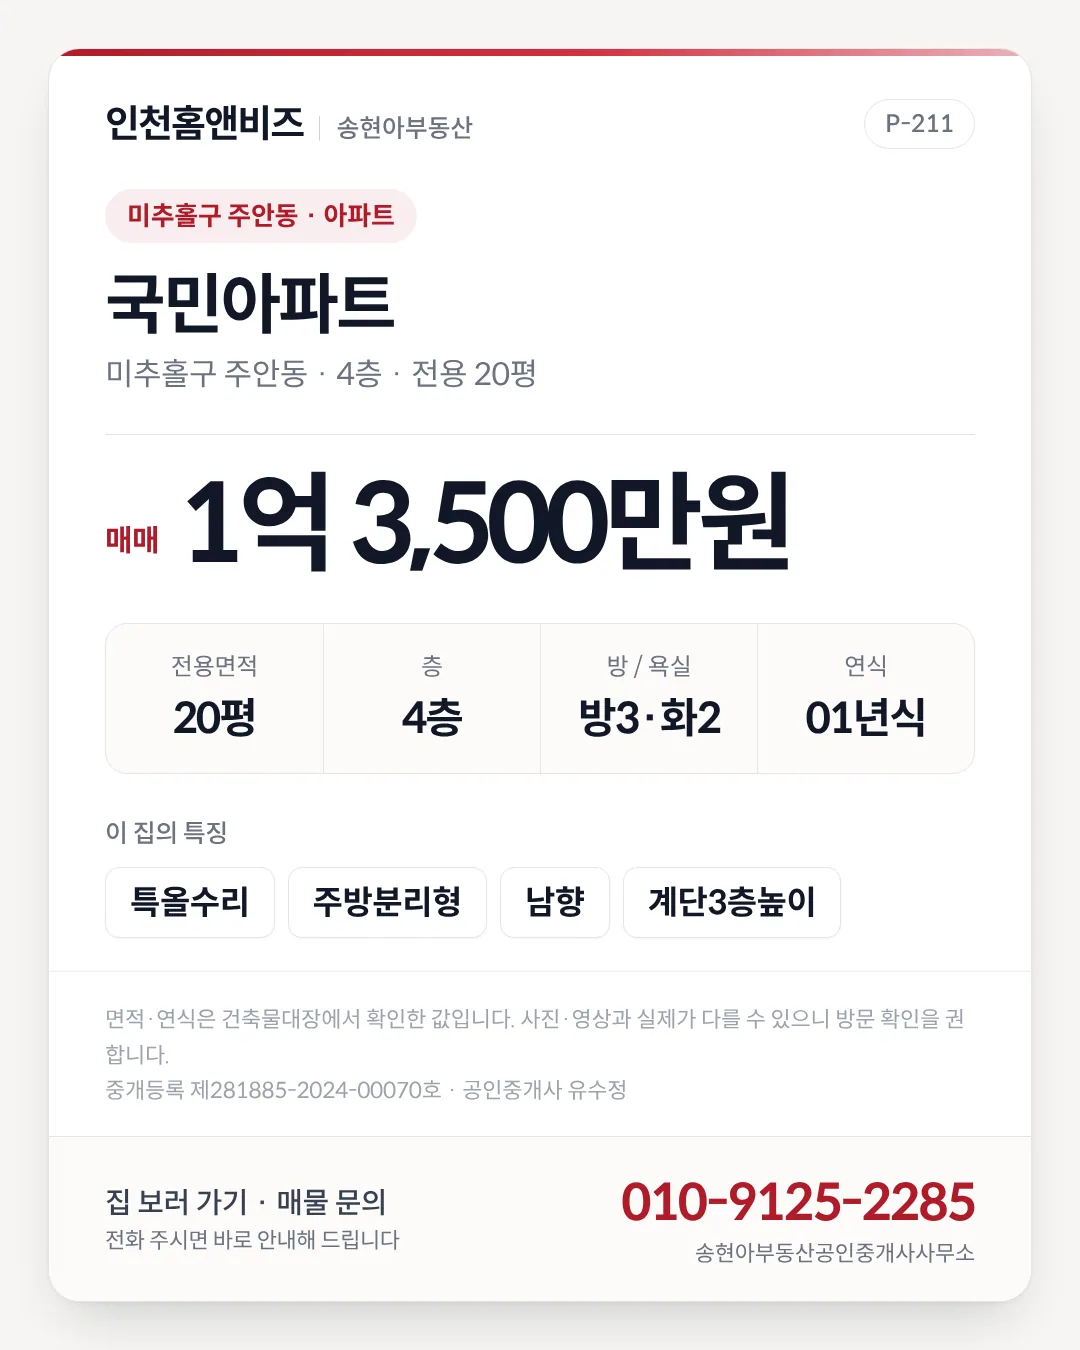 인천홈앤비즈 | 송현아부동산
P-211
미추홀구 주안동 · 아파트
국민아파트
미추홀구 주안동 · 4층 · 전용 20평
매매 1억 3,500만원
전용면적 층 방 / 욕실 연식
20평 4층 방3·화2 01년식
이 집의 특징
특올수리 주방분리형 남향 계단3층높이
면적·연식은 건축물대장에서 확인한 값입니다. 사진·영상과 실제가 다를 수 있으니 방문 확인을 권
합니다.
중개등록 제281885-2024-00070호 · 공인중개사 유수정
집 보러 가기 · 매물 문의
전화 주시면 바로 안내해 드립니다
010-9125-2285
송현아부동산공인중개사사무소